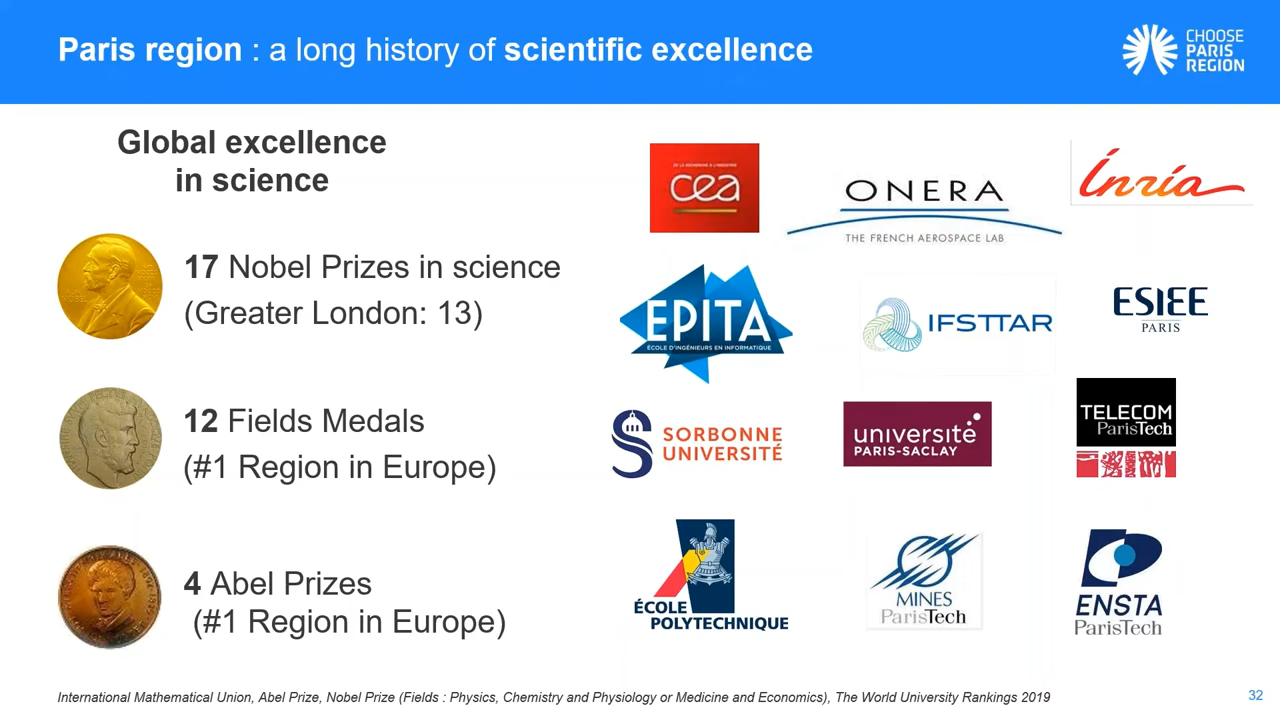 Paris region : a long history of scientific excellence
CHOOSE
PARIS
REGION
Global excellence
in science
17 Nobel Prizes in science
(Greater London: 13)
12 Fields Medals
(#1 Region in Europe)
4 Abel Prizes
(#1 Region in Europe)
DE LA RECHERCHE À L'INDUSTRIE
cea
ONERA
THE FRENCH AEROSPACE LAB
inria
EPITA
ÉCOLE D'INGÉNIEURS EN INFORMATIQUE
IFSTTAR
ESIEE
PARIS
SORBONNE
UNIVERSITÉ
université
PARIS-SACLAY
TELECOM
ParisTech
ÉCOLE
POLYTECHNIQUE
MINES
ParisTech
ENSTA
ParisTech
International Mathematical Union, Abel Prize, Nobel Prize (Fields : Physics, Chemistry and Physiology or Medicine and Economics), The World University Rankings 2019
32